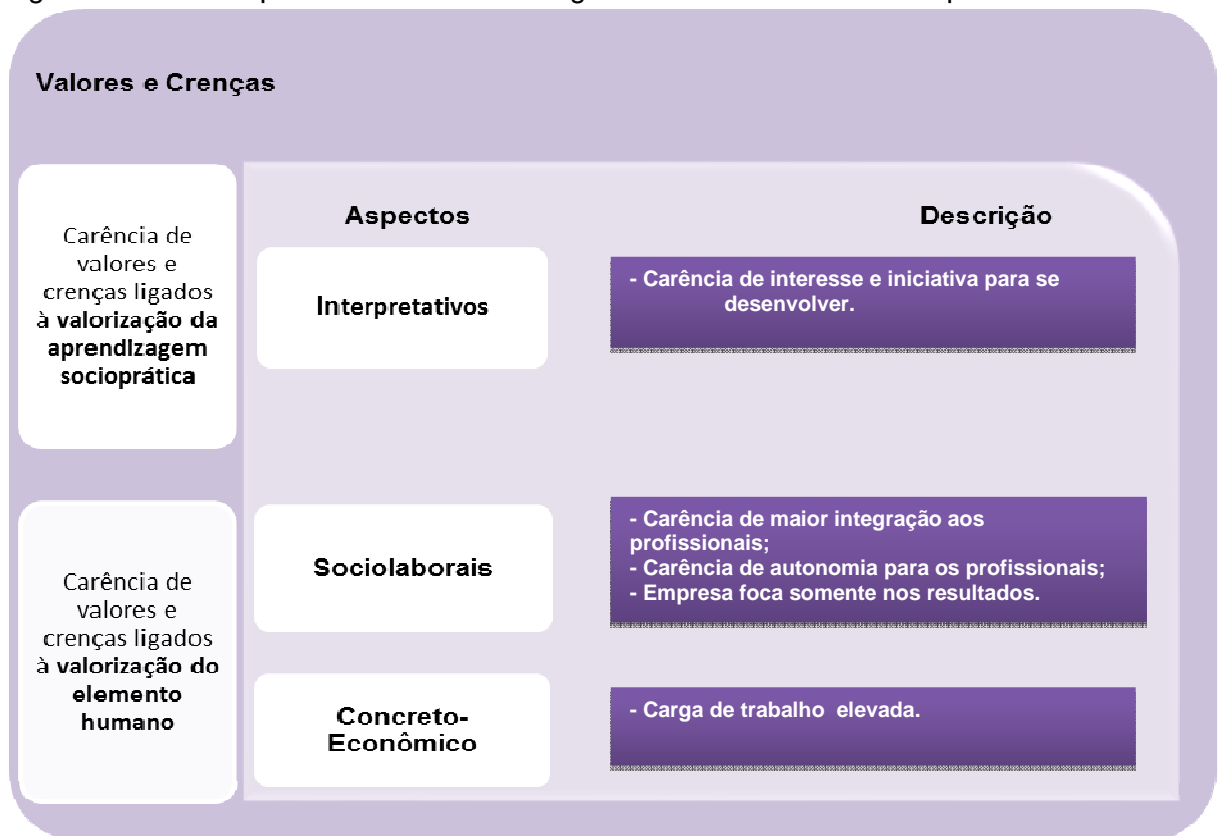 Valores e Crenças
Carência de
valores e
crenças ligados
à valorização da
aprendizagem
socioprática
Aspectos
Descrição
Interpretativos
- Carência de interesse e iniciativa para se
desenvolver.
Carência de
valores e
crenças ligados
à valorização do
elemento
humano
Sociolaborais
- Carência de maior integração aos
profissionais;
- Carência de autonomia para os profissionais;
- Empresa foca somente nos resultados.
Concreto-
Econômico
- Carga de trabalho elevada.